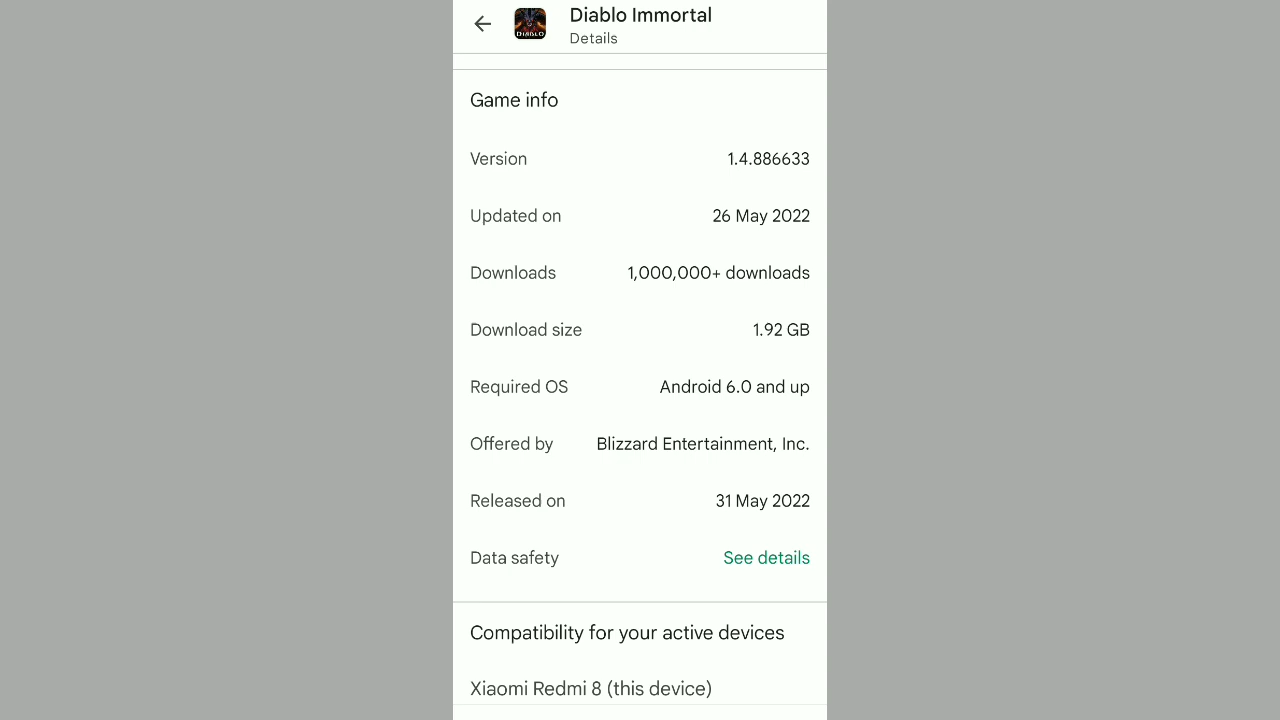 Diablo Immortal
Details
Game info
Version 1.4.886633
Updated on 26 May 2022
Downloads 1,000,000+ downloads
Download size 1.92 GB
Required OS Android 6.0 and up
Offered by Blizzard Entertainment, Inc.
Released on 31 May 2022
Data safety See details
Compatibility for your active devices
Xiaomi Redmi 8 (this device)
DIABLO